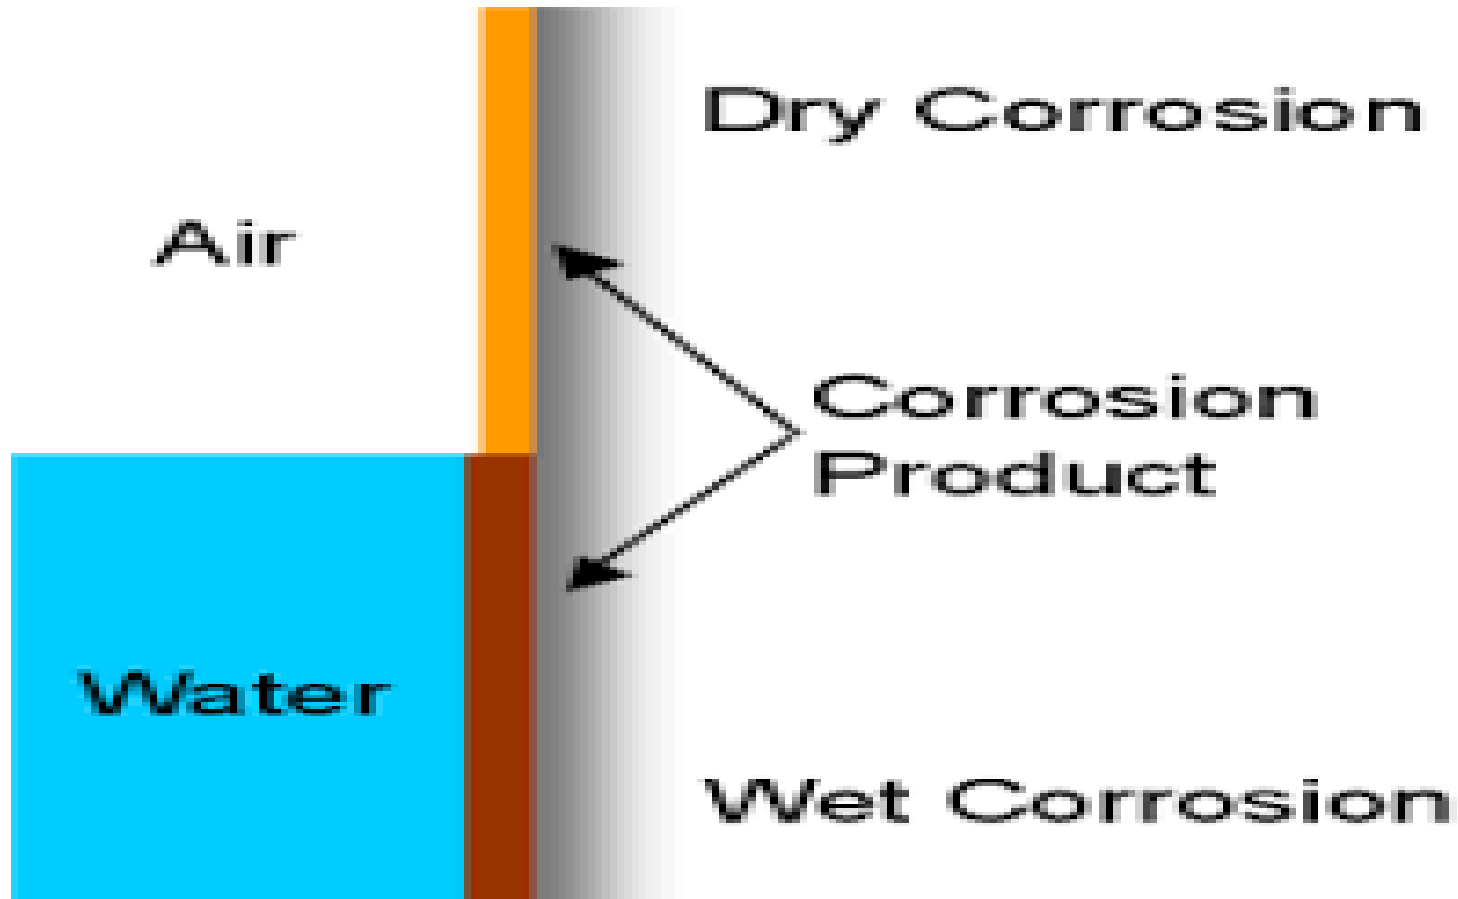 Dry Corrosion
Air
Corrosion
Product
Water
Wet Corrosion